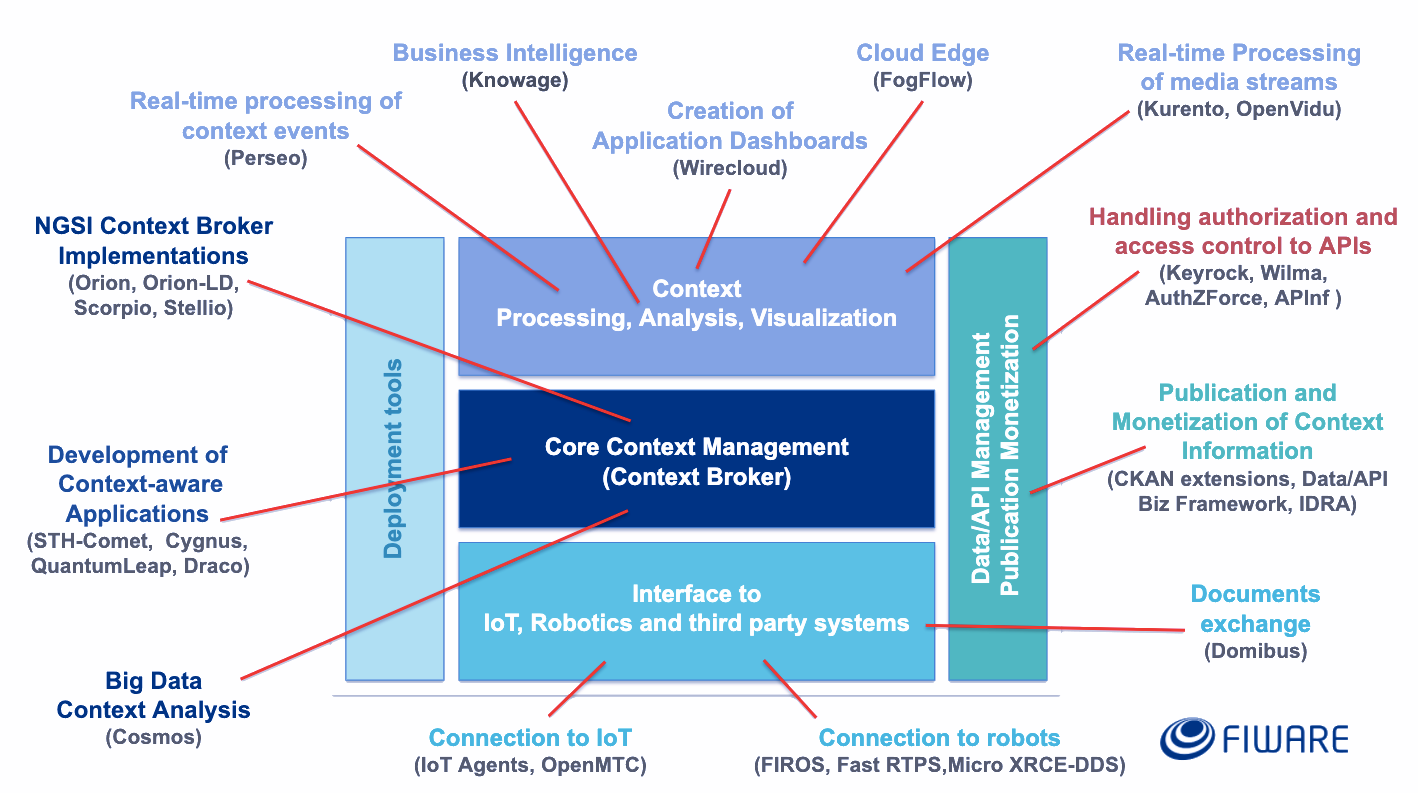 Business Intelligence
(Knowage)
Cloud Edge
(FogFlow)
Real-time Processing
of media streams
(Kurento, OpenVidu)
Real-time processing of
context events
(Perseo)
Creation of
Application Dashboards
(Wirecloud)
NGSI Context Broker
Implementations
(Orion, Orion-LD,
Scorpio, Stellio)
Handling authorization and
access control to APIs
(Keyrock, Wilma,
AuthZForce, APInf )
Context
Processing, Analysis, Visualization
Deployment tools
Data/API Management
Publication Monetization
Publication and
Monetization of Context
Information
(CKAN extensions, Data/API
Biz Framework, IDRA)
Core Context Management
(Context Broker)
Development of
Context-aware
Applications
(STH-Comet, Cygnus,
QuantumLeap, Draco)
Interface to
IoT, Robotics and third party systems
Documents
exchange
(Domibus)
Big Data
Context Analysis
(Cosmos)
Connection to IoT
(IoT Agents, OpenMTC)
Connection to robots
(FIROS, Fast RTPS,Micro XRCE-DDS)
FIWARE